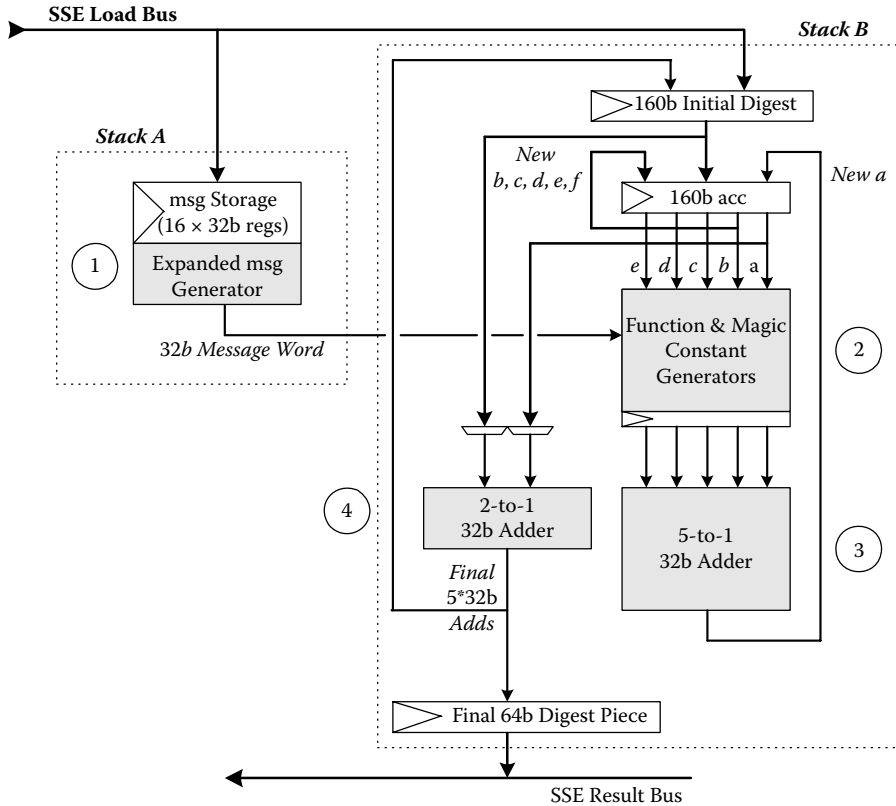 SSE Load Bus
Stack B
160b Initial Digest
Stack A
New
b, c, d, e, f
New a
msg Storage
(16 × 32b regs)
160b acc
1
Expanded msg
Generator
e
d
c
b
a
32b Message Word
Function & Magic
Constant
Generators
2
4
2-to-1
32b Adder
5-to-1
32b Adder
3
Final
5*32b
Adds
Final 64b Digest Piece
SSE Result Bus